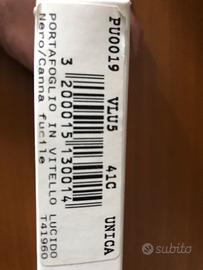 PU0019 VLU5 41C UNICA
3 200015 130014
PORTAFOGLIO IN VITELLO LUCIDO
Nero/Canna fucile T41960
subito